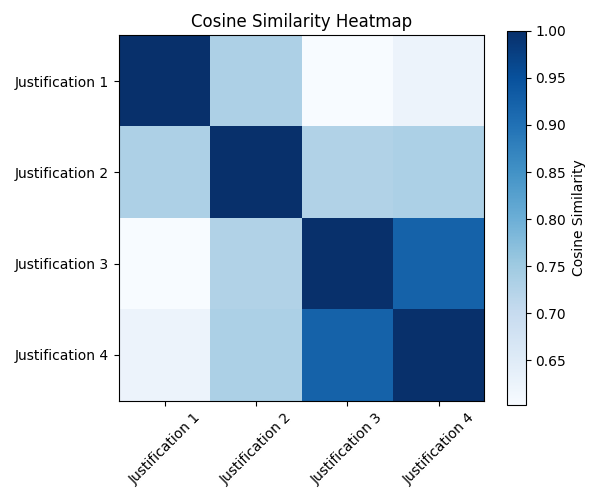 Cosine Similarity Heatmap
Justification 1
Justification 2
Justification 3
Justification 4
Justification 1
Justification 2
Justification 3
Justification 4
1.00
0.95
0.90
0.85
0.80
0.75
0.70
0.65
Cosine Similarity